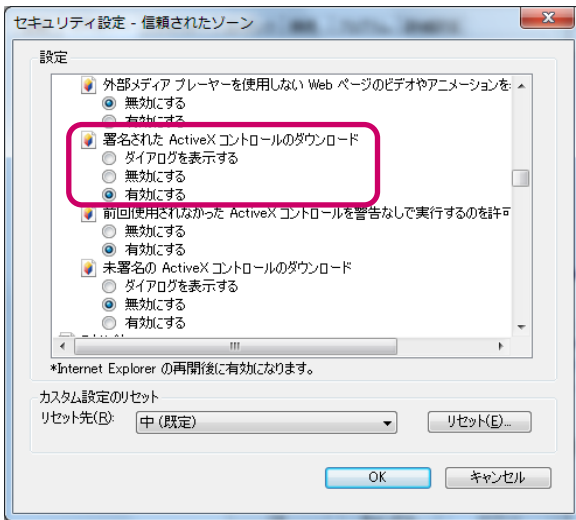 セキュリティ設定 - 信頼されたゾーン
設定
外部メディア プレーヤーを使用しない Web ページのビデオやアニメーションを
無効にする
有効にする
署名された ActiveX コントロールのダウンロード
ダイアログを表示する
無効にする
有効にする
前回使用されなかった ActiveX コントロールを警告なしで実行するのを許可
無効にする
有効にする
未署名の ActiveX コントロールのダウンロード
ダイアログを表示する
無効にする
有効にする
*Internet Explorer の再開後に有効になります。
カスタム設定のリセット
リセット先(R):
中 (既定)
リセット(E)...
OK
キャンセル